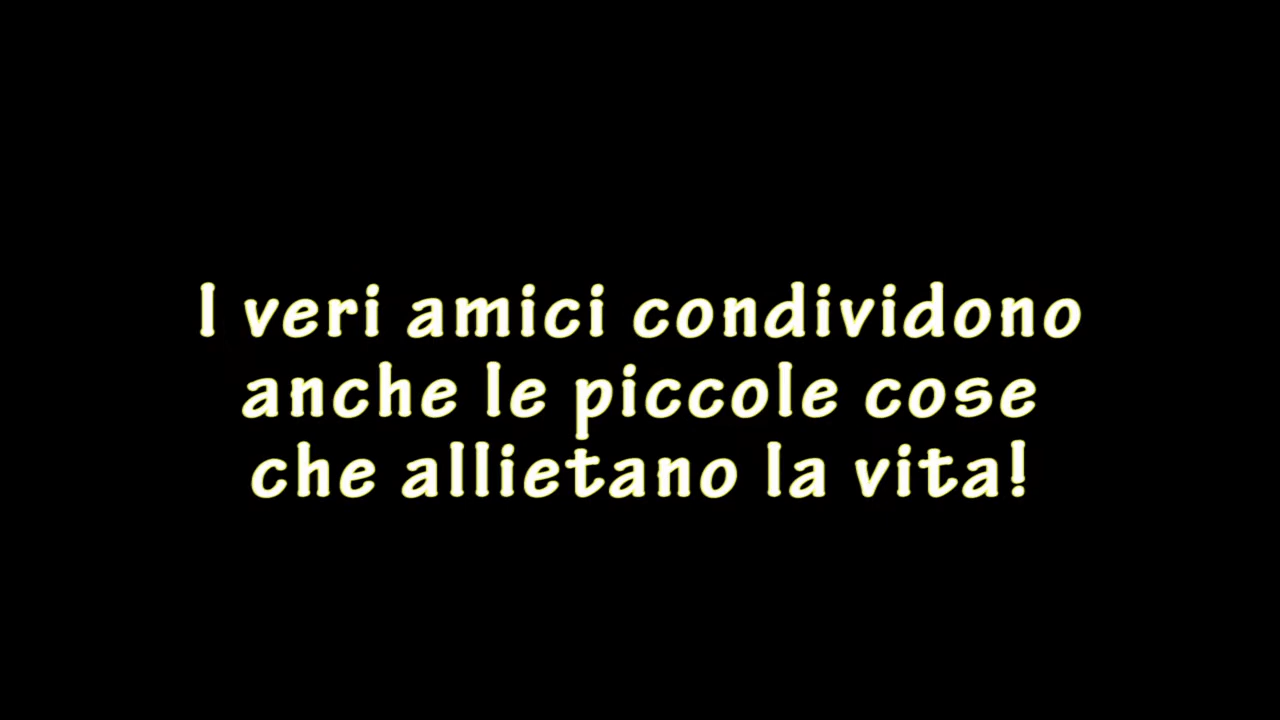 I veri amici condividono
anche le piccole cose
che allietano la vita!